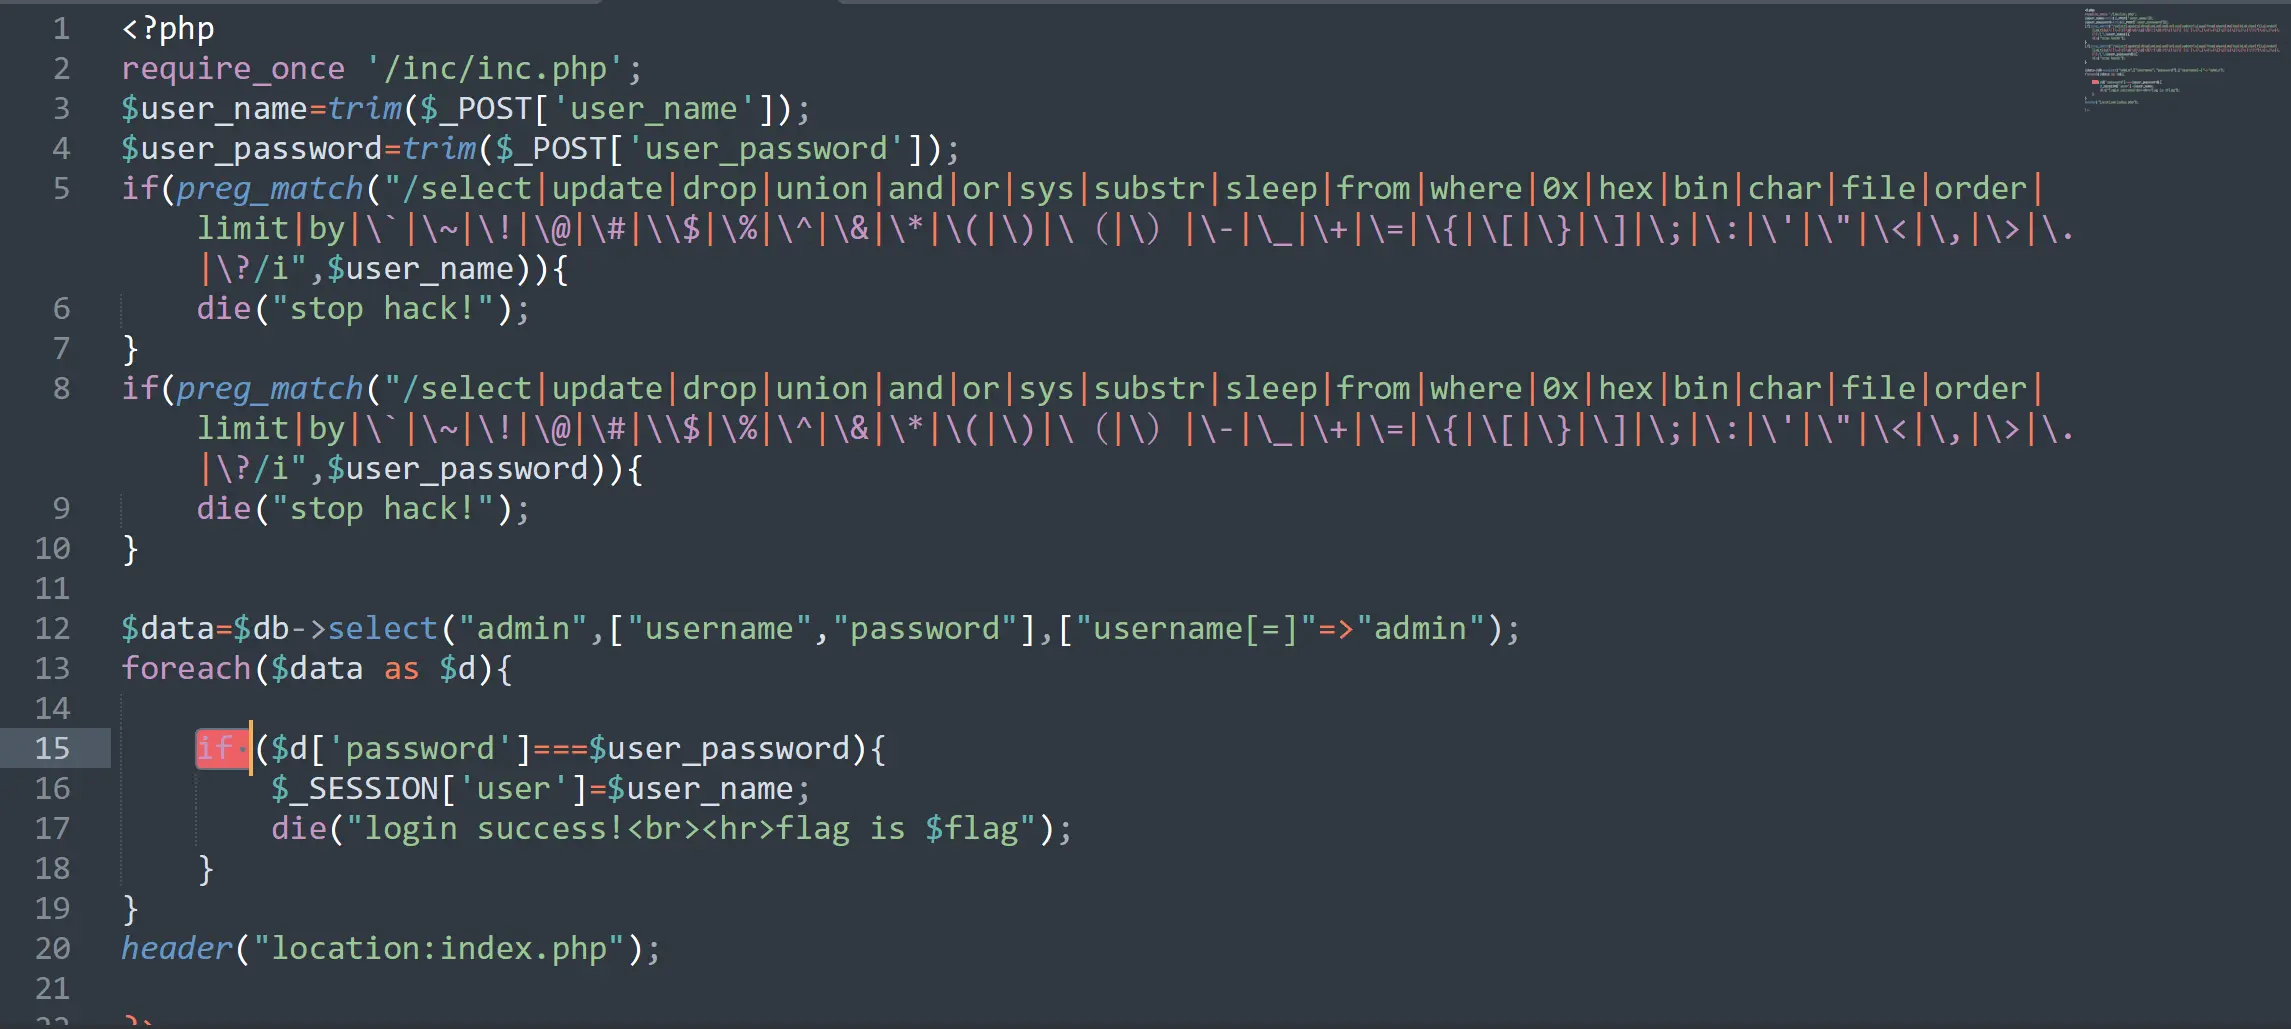 1 <?php
2 require_once '/inc/inc.php';
3 $user_name=trim($_POST['user_name']);
4 $user_password=trim($_POST['user_password']);
5 if(preg_match("/select|update|drop|union|and|or|sys|substr|sleep|from|where|0x|hex|bin|char|file|order|
limit|by|\`|\~|\!|\@|\#|\\$|\%|\^|\&|\*|\(|\)|\（|\）|\-|\_|\+|\=|\{|\[|\}|\]|\;|\:|\'|\"|\<|\,|\>|\.
|\?/i",$user_name)){
6 die("stop hack!");
7 }
8 if(preg_match("/select|update|drop|union|and|or|sys|substr|sleep|from|where|0x|hex|bin|char|file|order|
limit|by|\`|\~|\!|\@|\#|\\$|\%|\^|\&|\*|\(|\)|\（|\）|\-|\_|\+|\=|\{|\[|\}|\]|\;|\:|\'|\"|\<|\,|\>|\.
|\?/i",$user_password)){
9 die("stop hack!");
10 }
11
12 $data=$db->select("admin",["username","password"],["username[=]"=>"admin"]);
13 foreach($data as $d){
14
15 if ($d['password']===$user_password){
16 $_SESSION['user']=$user_name;
17 die("login success!<br><hr>flag is $flag");
18 }
19 }
20 header("location:index.php");
21
22 ?>